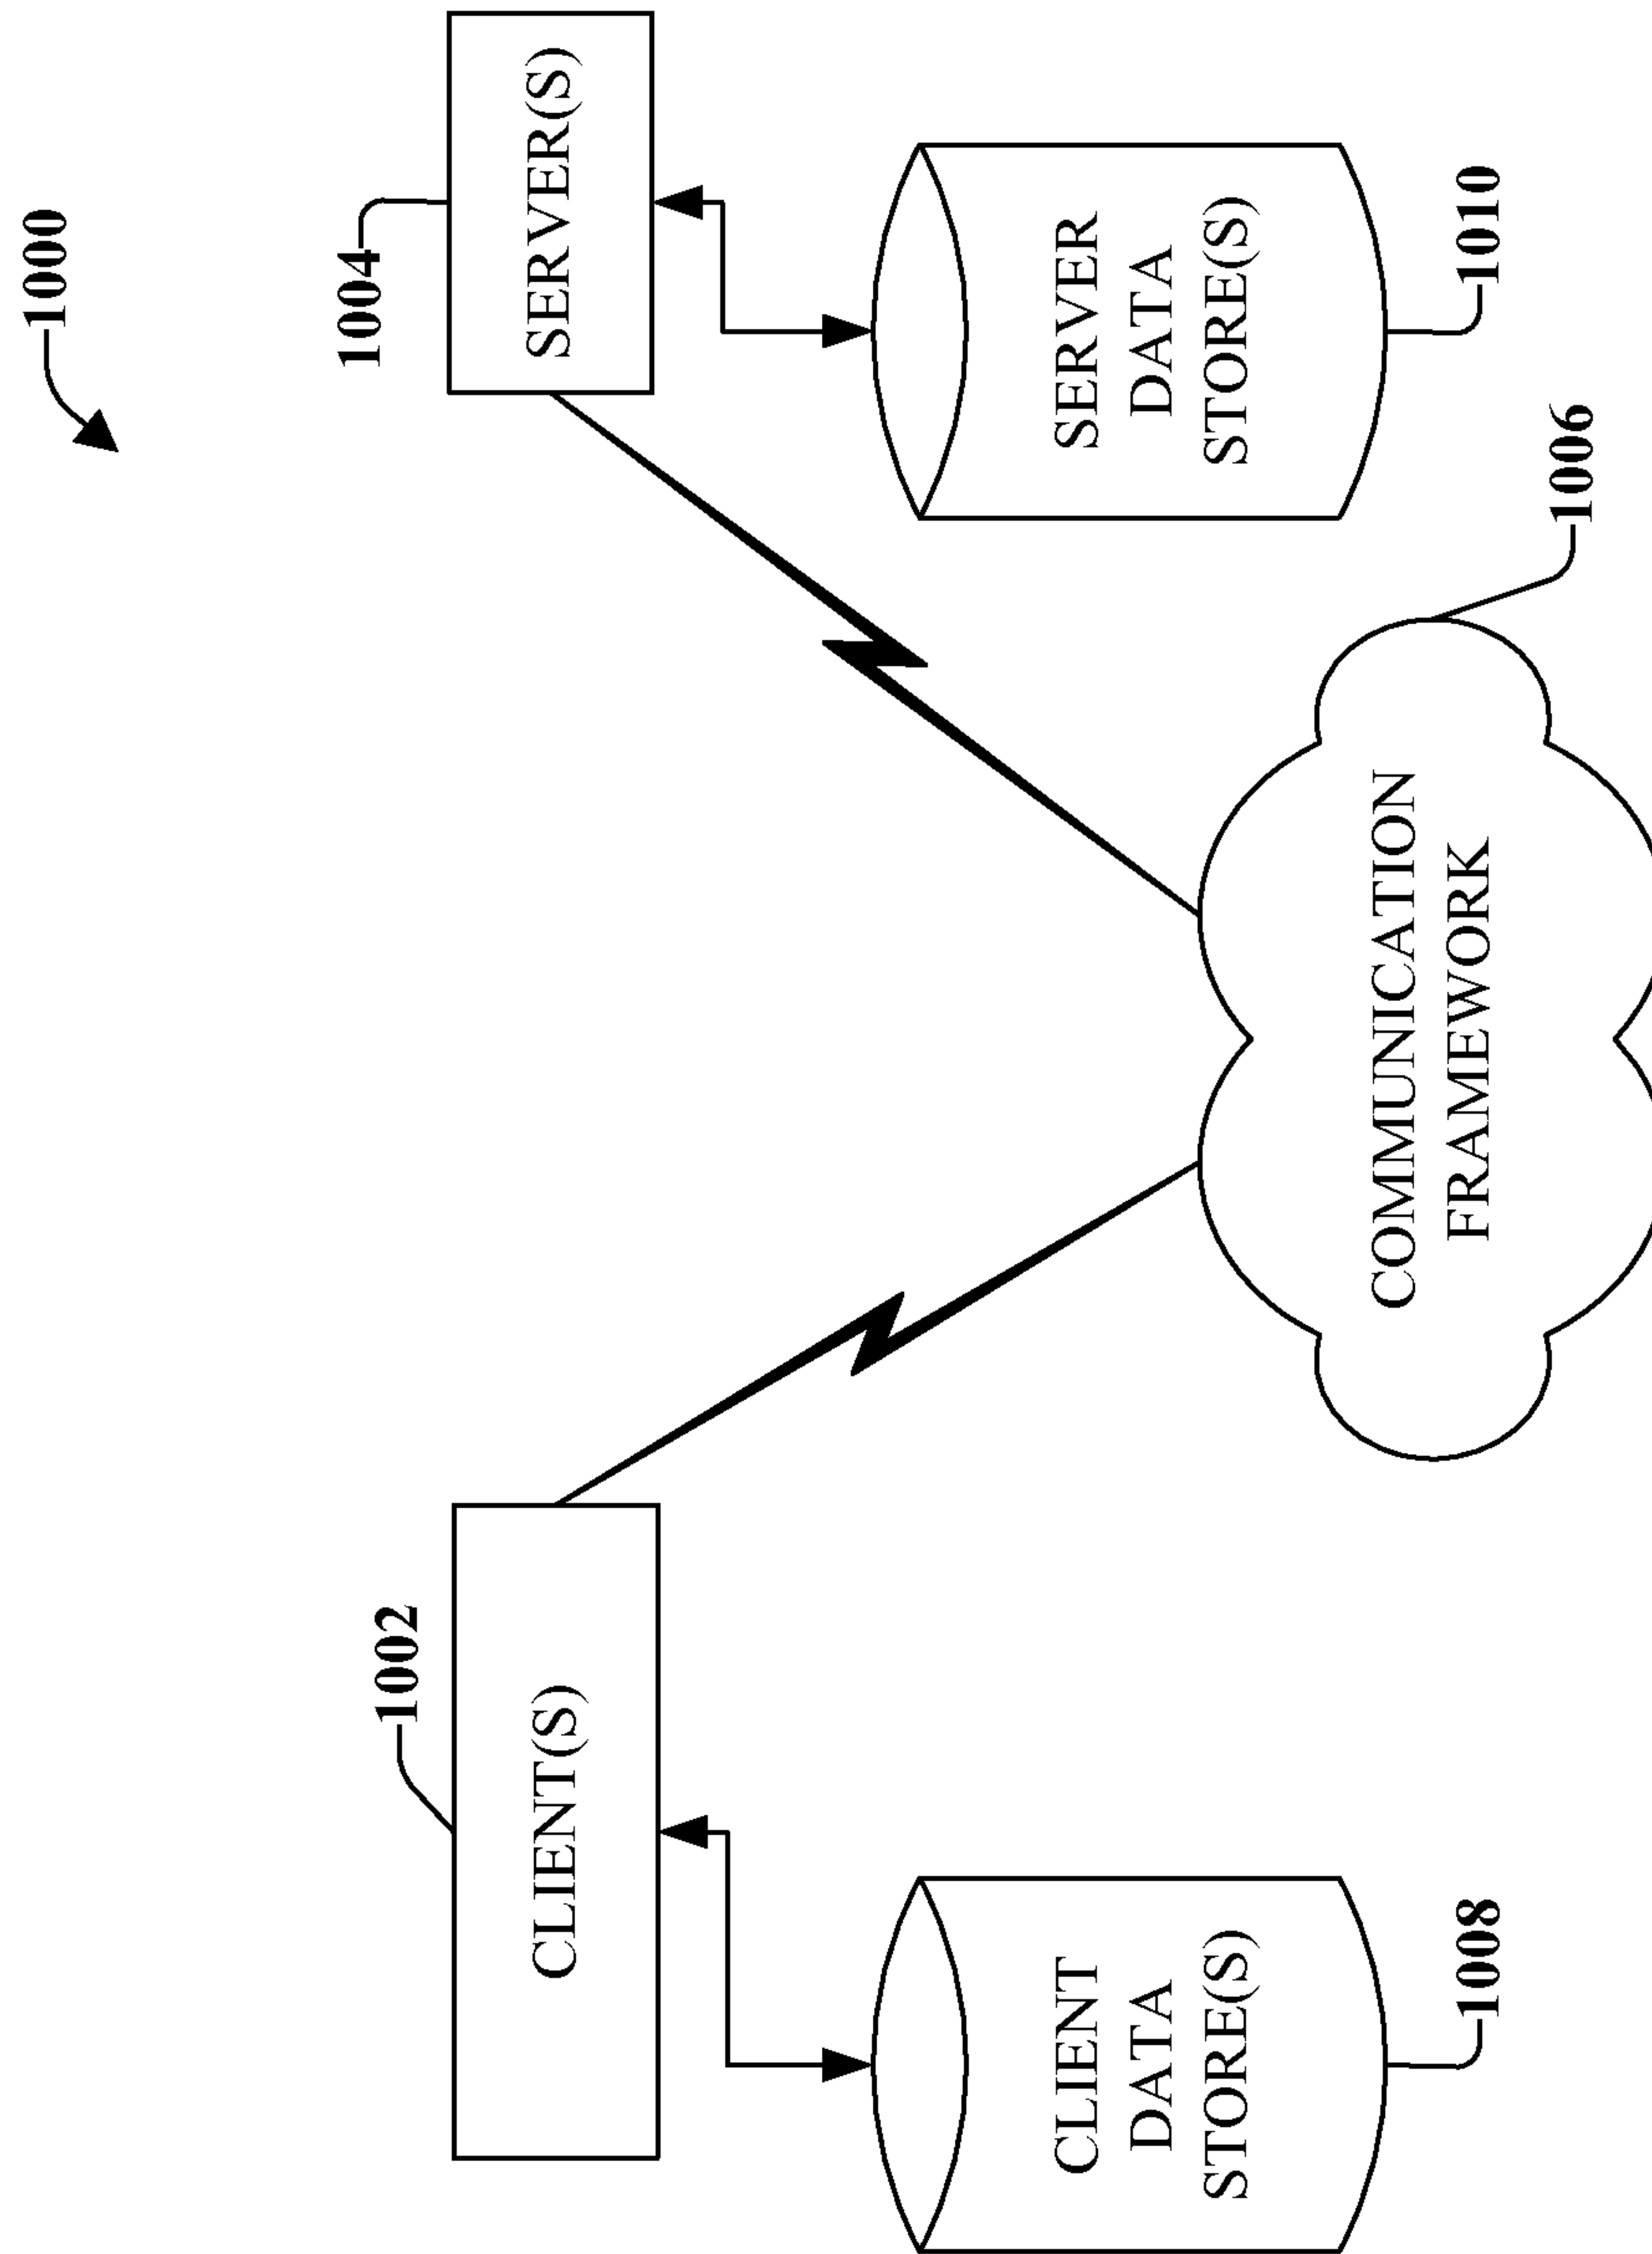 1000
1002
1004
CLIENT(S)
SERVER(S)
CLIENT
DATA
STORE(S)
SERVER
DATA
STORE(S)
COMMUNICATION
FRAMEWORK
1008
1010
1006